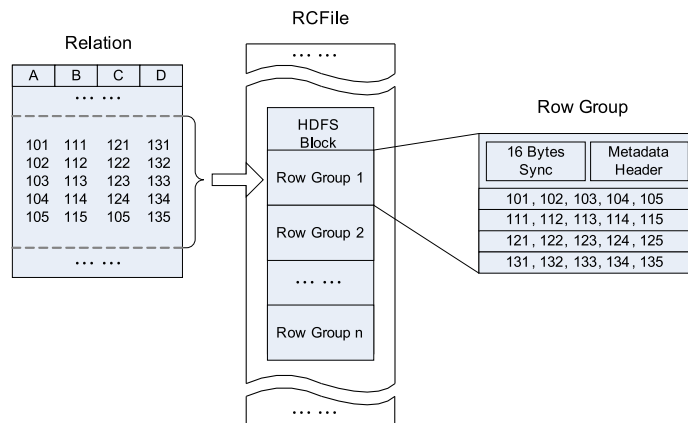 RCFile
Relation
A B C D
... ...
101 111 121 131
102 112 122 132
103 113 123 133
104 114 124 134
105 115 105 135
... ...
... ...
HDFS
Block
Row Group 1
Row Group 2
... ...
Row Group n
... ...
Row Group
16 Bytes
Sync
Metadata
Header
101, 102, 103, 104, 105
111, 112, 113, 114, 115
121, 122, 123, 124, 125
131, 132, 133, 134, 135